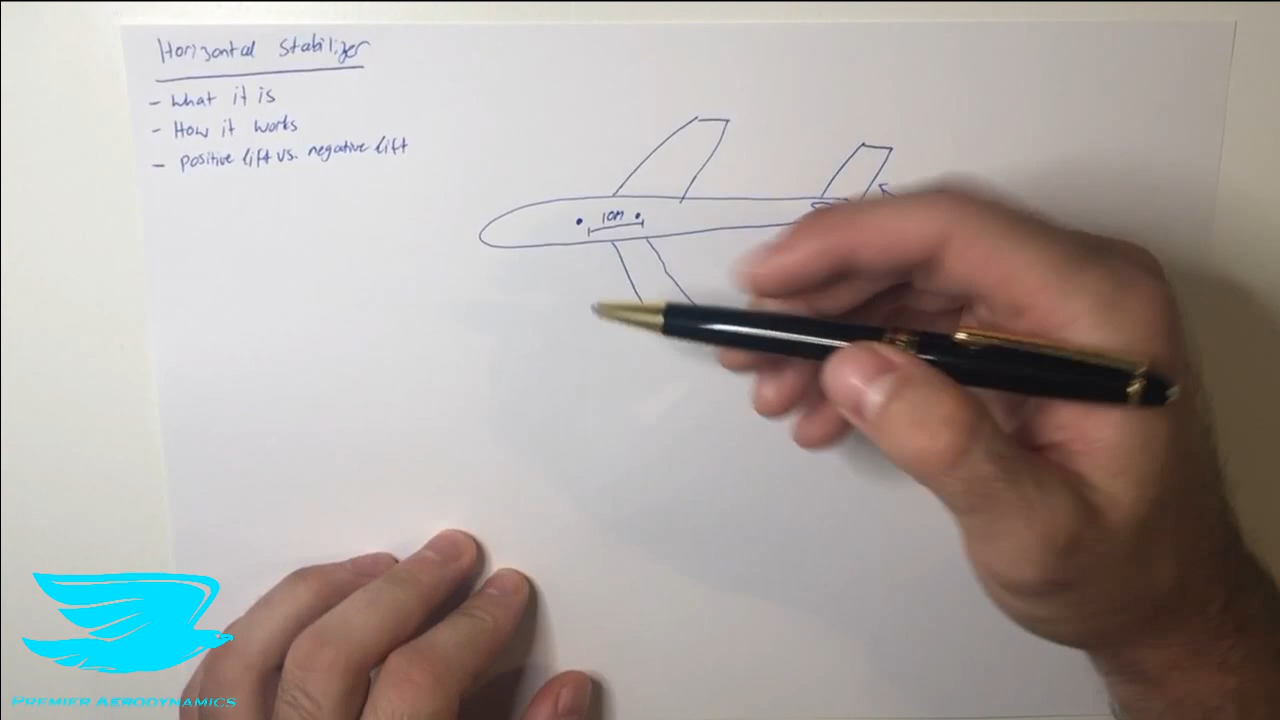 Horizontal Stabilizer
- What it is
- How it works
- positive lift vs. negative lift
10M
PREMIER AERODYNAMICS